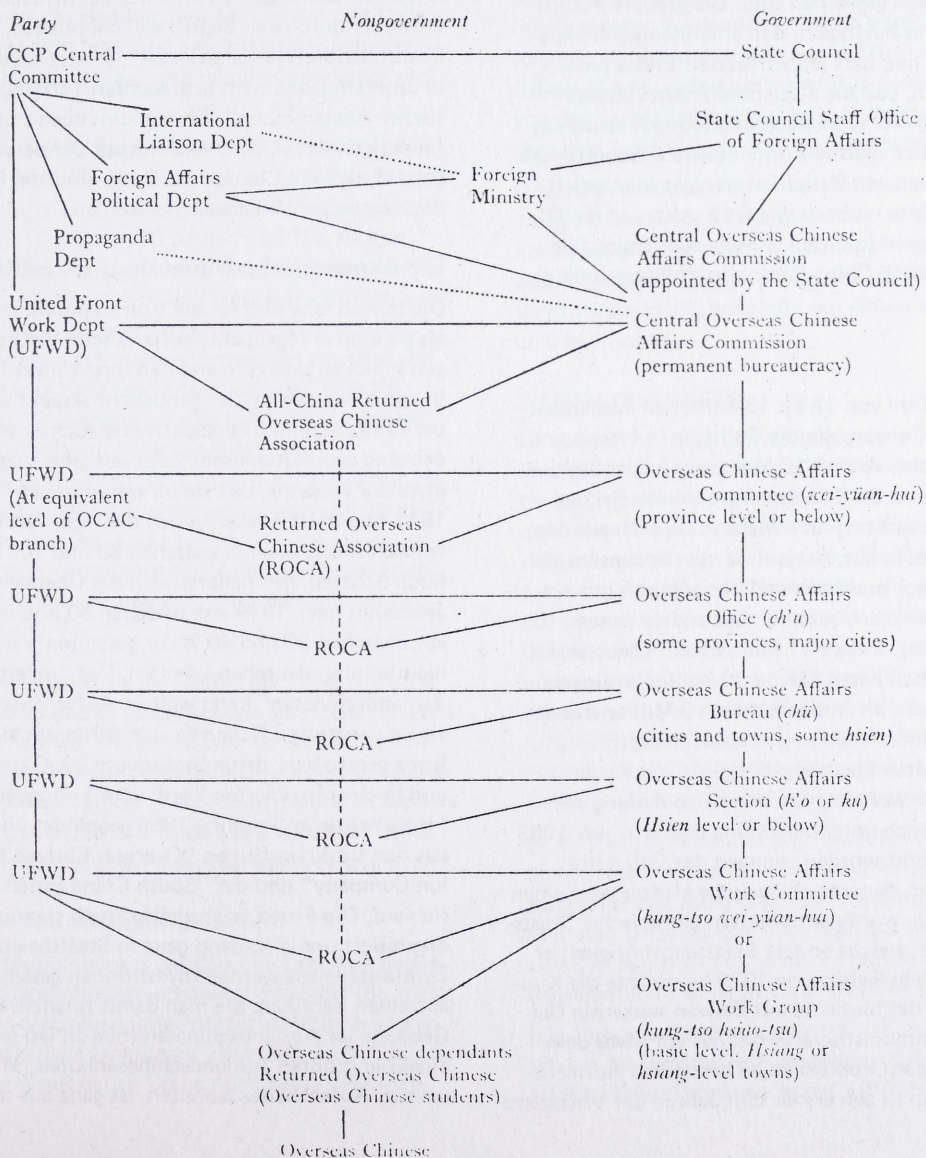 Party
Nongovernment
Government
CCP Central
Committee
State Council
International
Liaison Dept
State Council Staff Office
of Foreign Affairs
Foreign Affairs
Political Dept
Foreign
Ministry
Propaganda
Dept
Central Overseas Chinese
Affairs Commission
(appointed by the State Council)
United Front
Work Dept
(UFWD)
Central Overseas Chinese
Affairs Commission
(permanent bureaucracy)
All-China Returned
Overseas Chinese
Association
UFWD
(At equivalent
level of OCAC
branch)
Overseas Chinese Affairs
Committee (wei-yüan-hui)
(province level or below)
Returned Overseas
Chinese Association
(ROCA)
UFWD
Overseas Chinese Affairs
Office (ch'u)
(some provinces, major cities)
ROCA
UFWD
Overseas Chinese Affairs
Bureau (chü)
(cities and towns, some hsien)
ROCA
UFWD
Overseas Chinese Affairs
Section (k'o or ku)
(Hsien level or below)
ROCA
UFWD
Overseas Chinese Affairs
Work Committee
(kung-tso wei-yüan-hui)
or
ROCA
Overseas Chinese Affairs
Work Group
(kung-tso hsiao-tsu)
(basic level. Hsiang or
hsiang-level towns)
Overseas Chinese dependants
Returned Overseas Chinese
(Overseas Chinese students)
Overseas Chinese